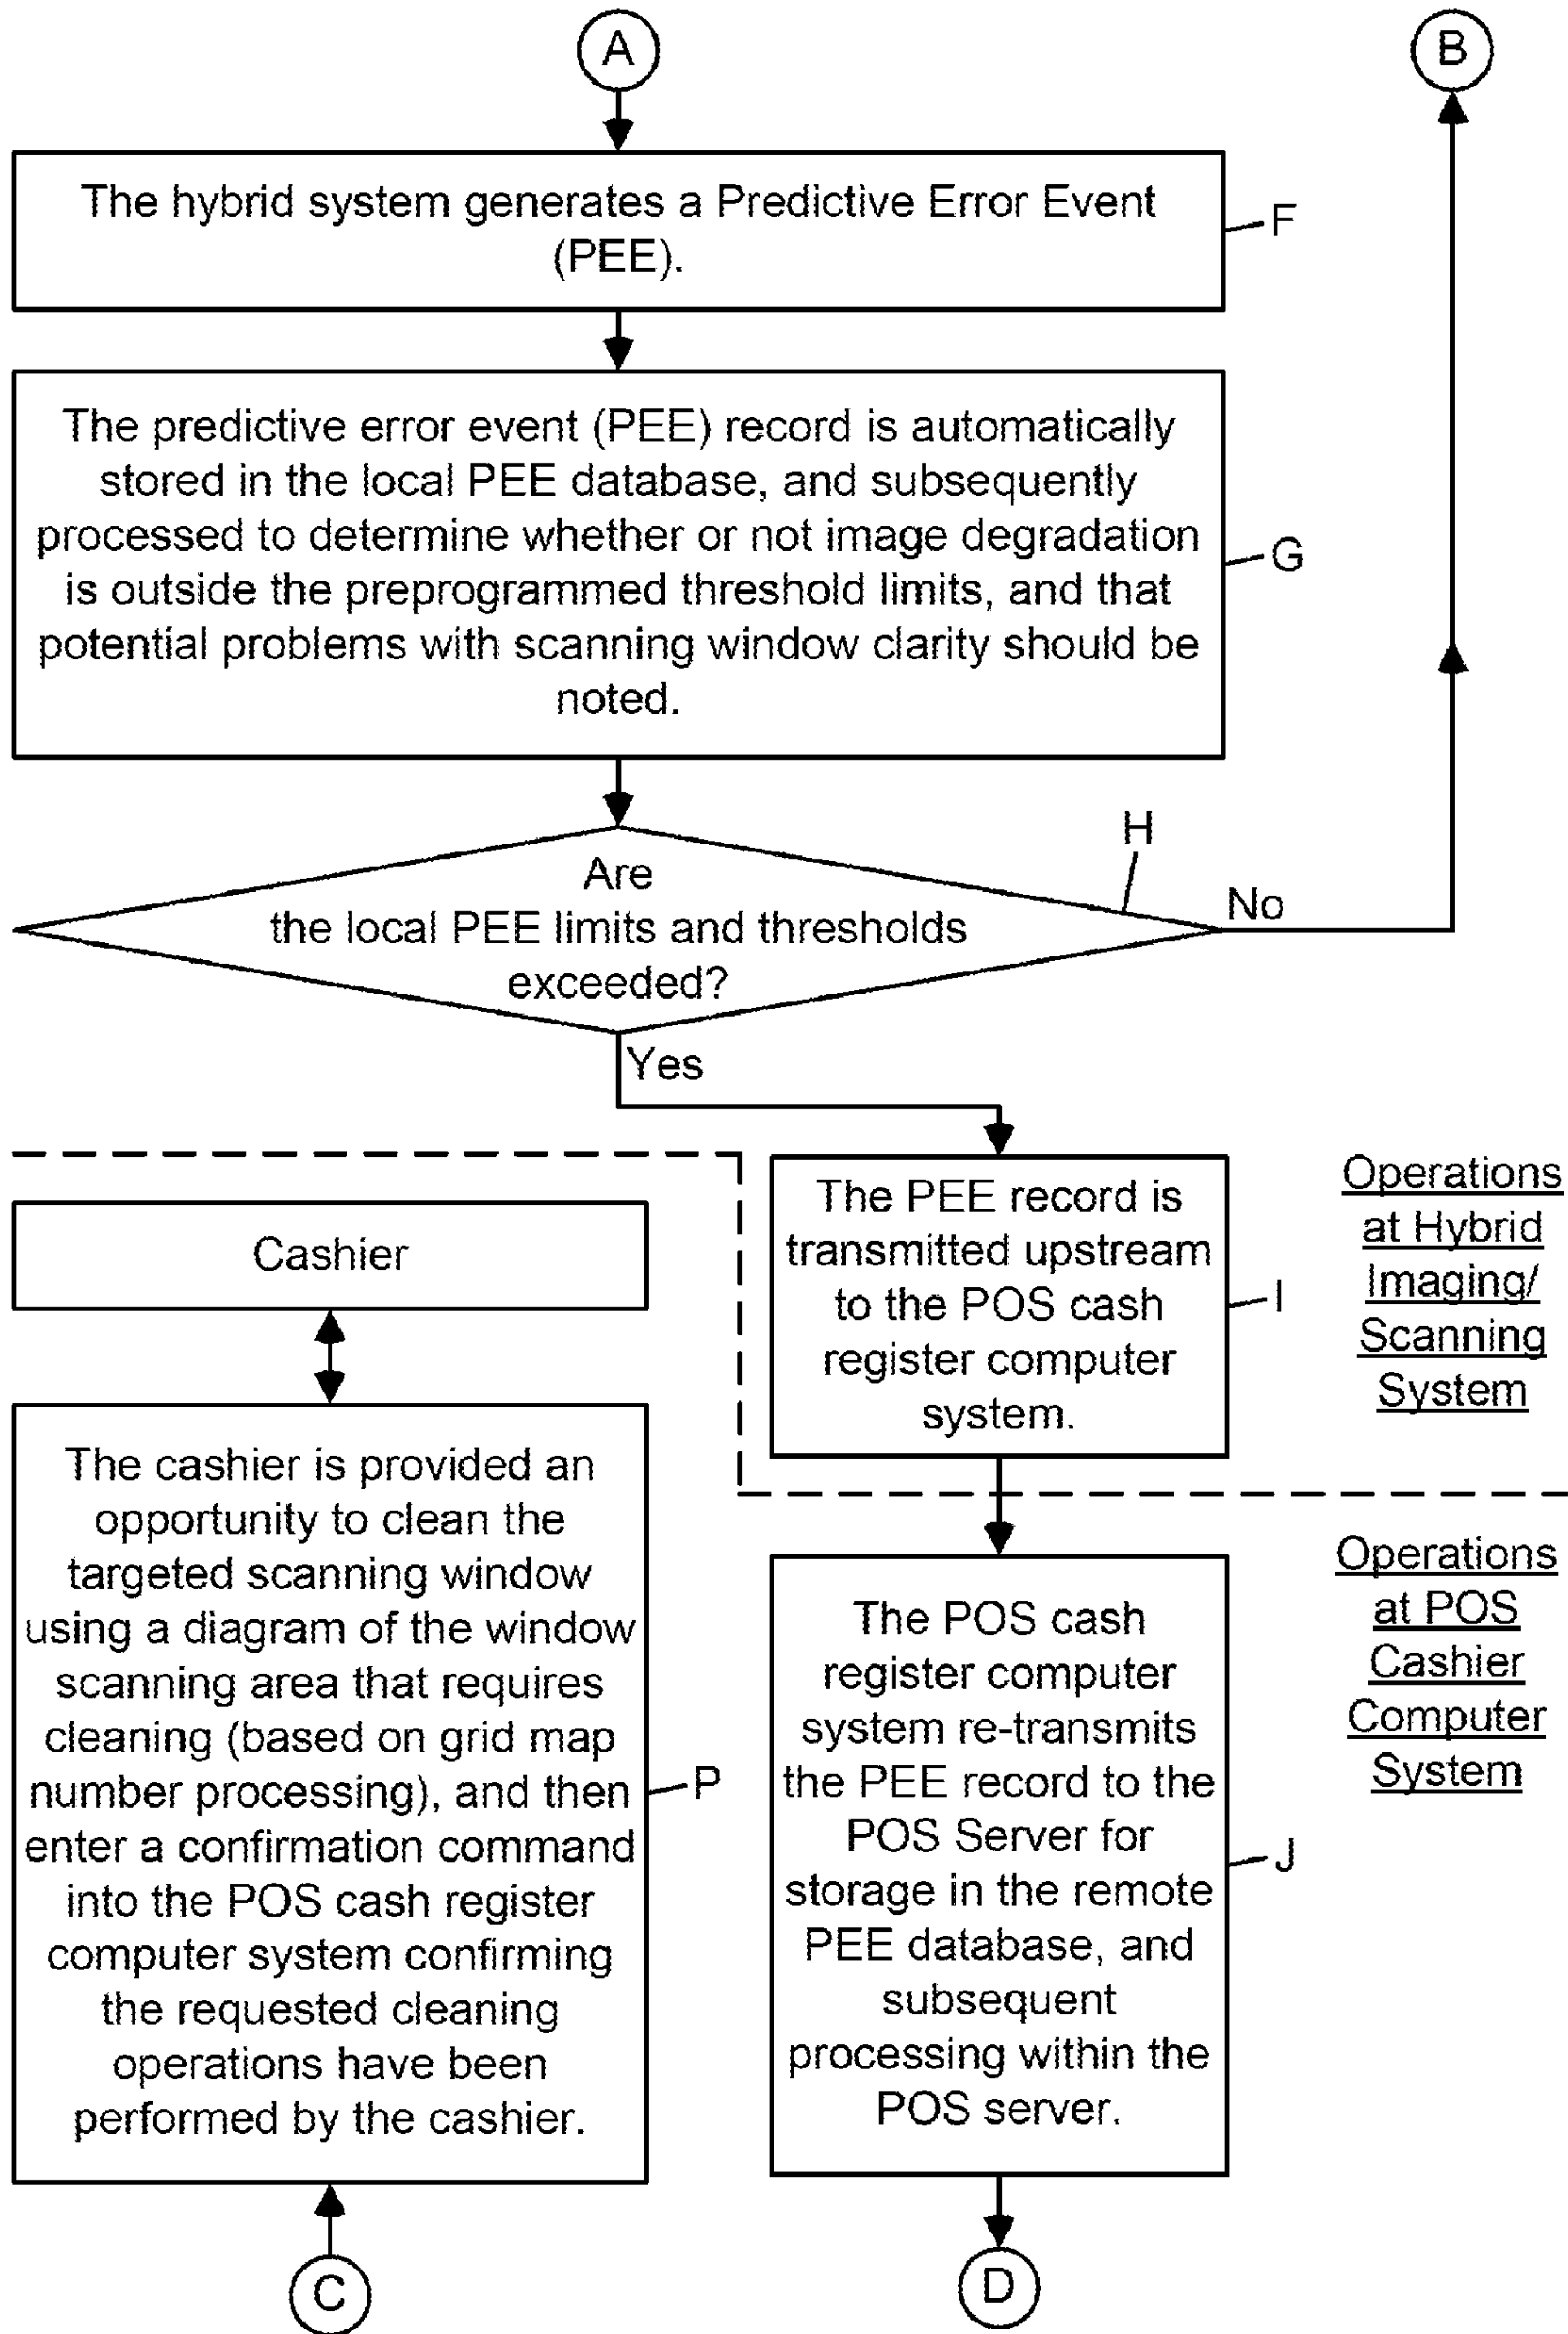 A
B
The hybrid system generates a Predictive Error Event
(PEE).
F
The predictive error event (PEE) record is automatically
stored in the local PEE database, and subsequently
processed to determine whether or not image degradation
is outside the preprogrammed threshold limits, and that
potential problems with scanning window clarity should be
noted.
G
H
Are
the local PEE limits and thresholds
exceeded?
No
Yes
Cashier
The PEE record is
transmitted upstream
to the POS cash
register computer
system.
I
Operations
at Hybrid
Imaging/
Scanning
System
The cashier is provided an
opportunity to clean the
targeted scanning window
using a diagram of the window
scanning area that requires
cleaning (based on grid map
number processing), and then
enter a confirmation command
into the POS cash register
computer system confirming
the requested cleaning
operations have been
performed by the cashier.
P
The POS cash
register computer
system re-transmits
the PEE record to the
POS Server for
storage in the remote
PEE database, and
subsequent
processing within the
POS server.
J
Operations
at POS
Cashier
Computer
System
C
D